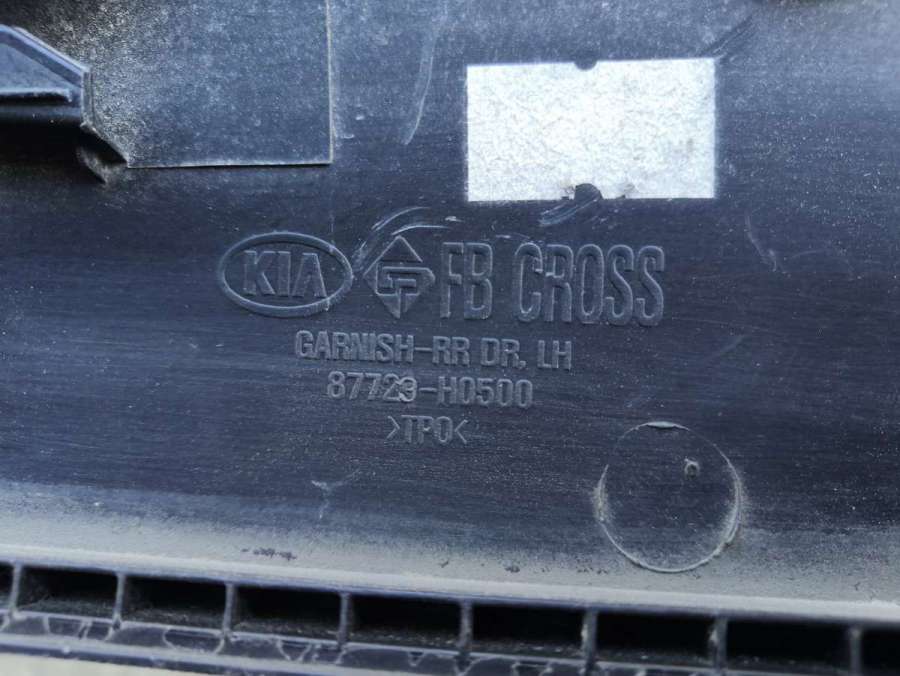 KIA FB CROSS
GARNISH-RR DR, LH
87723-H0500
>TPO<